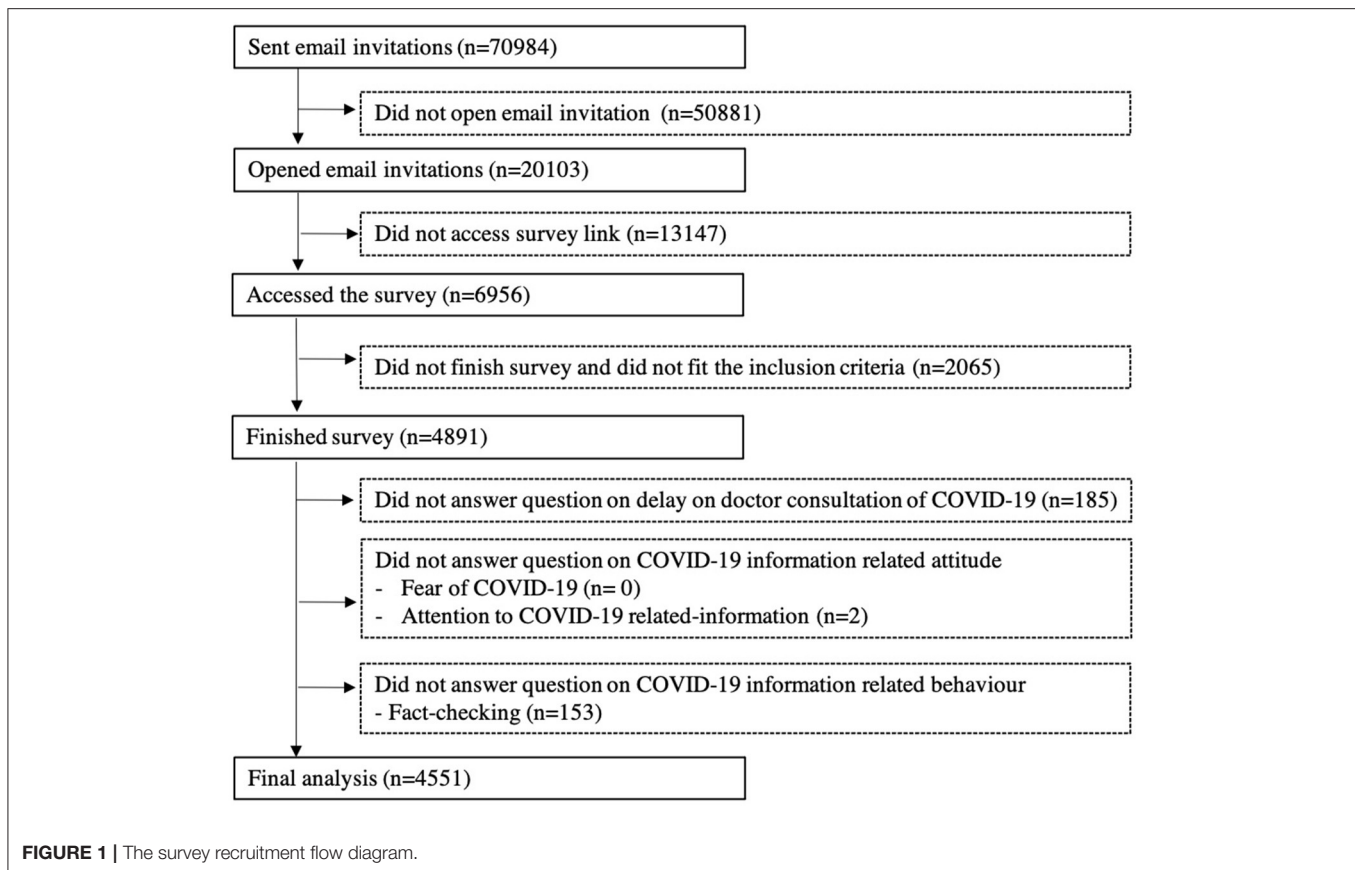 Sent email invitations (n=70984)
Did not open email invitation (n=50881)
Opened email invitations (n=20103)
Did not access survey link (n=13147)
Accessed the survey (n=6956)
Did not finish survey and did not fit the inclusion criteria (n=2065)
Finished survey (n=4891)
Did not answer question on delay on doctor consultation of COVID-19 (n=185)
Did not answer question on COVID-19 information related attitude
- Fear of COVID-19 (n= 0)
- Attention to COVID-19 related-information (n=2)
Did not answer question on COVID-19 information related behaviour
- Fact-checking (n=153)
Final analysis (n=4551)
FIGURE 1 | The survey recruitment flow diagram.